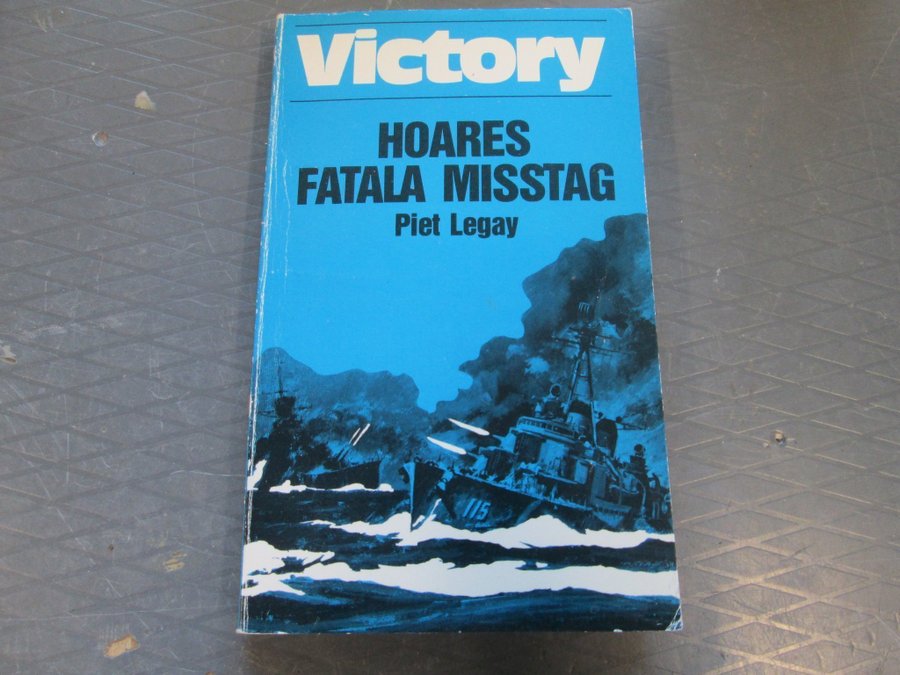 Victory
HOARES
FATALA MISSTAG
Piet Legay
115